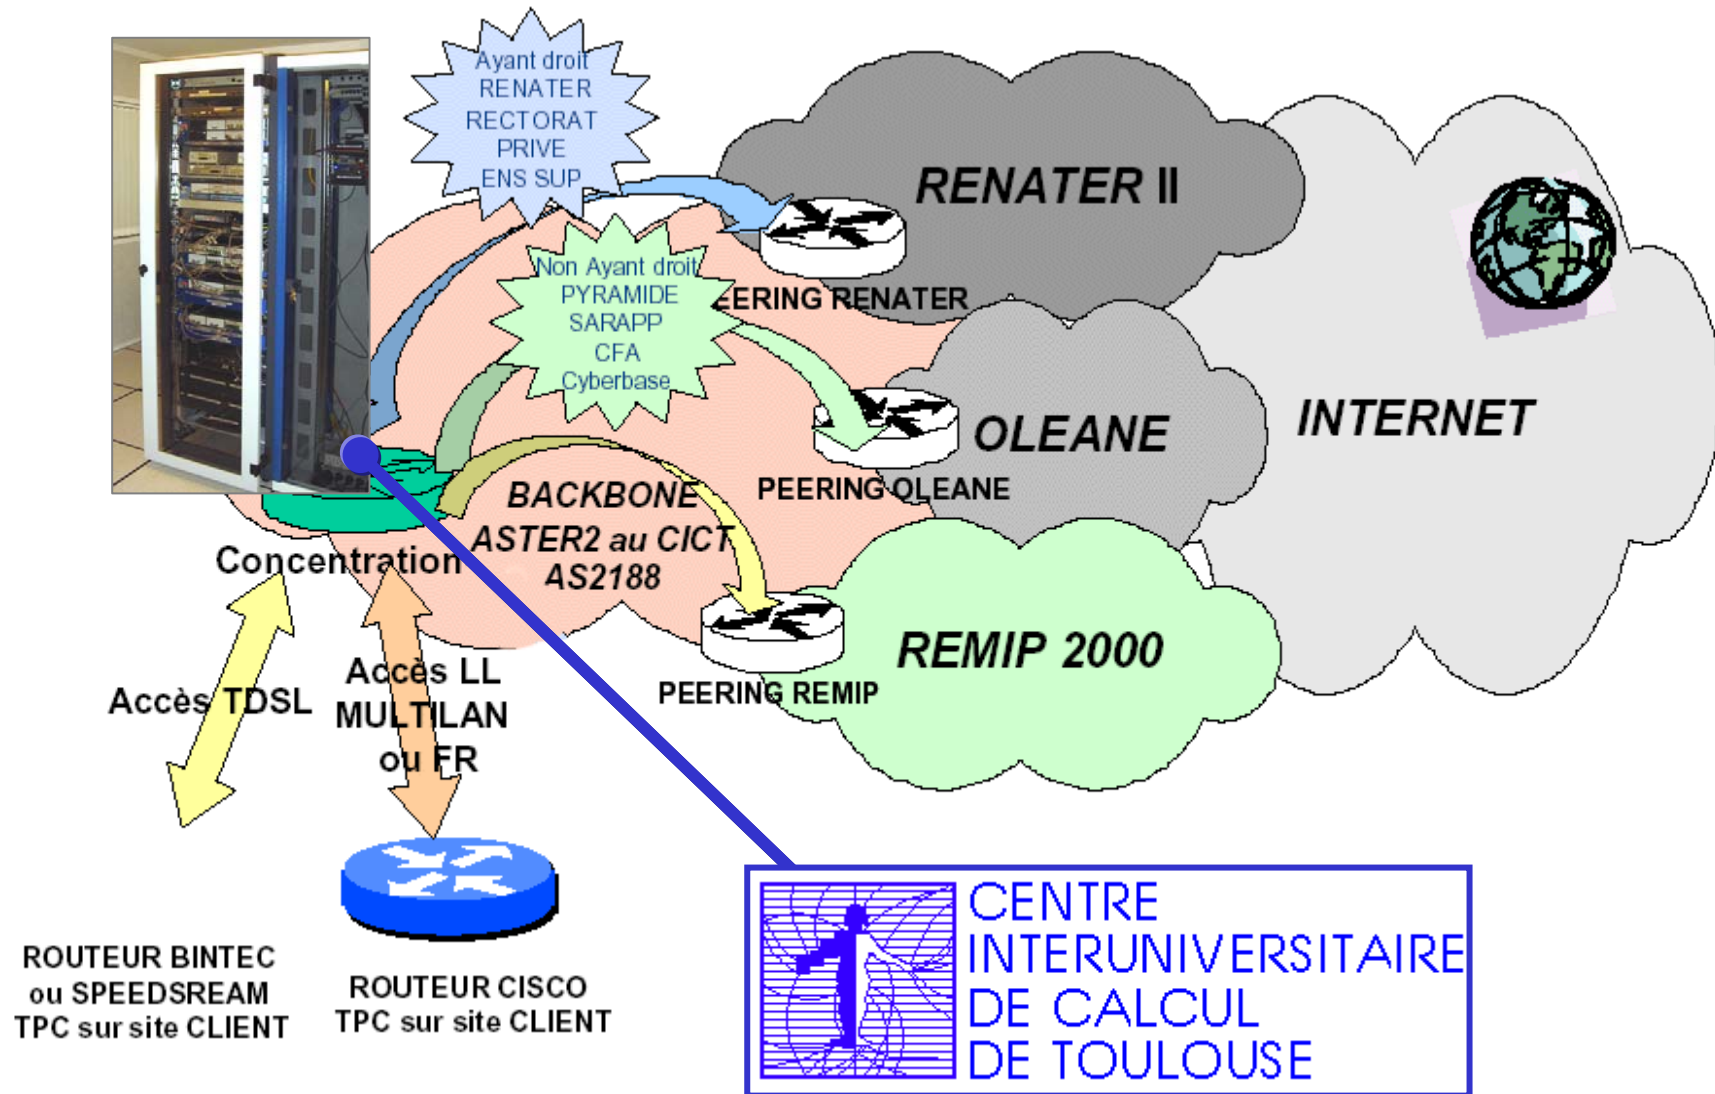 Ayant droit
RENATER
RECTORAT
PRIVE
ENS SUP
RENATER II
Non Ayant droit
PYRAMIDE
SARAPP
CFA
Cyberbase
EERING RENATER
INTERNET
OLEANE
PEERING OLEANE
BACKBONE
ASTER2 au CICT
AS2188
Concentration
REMIP 2000
PEERING REMIP
Accès TDSL
Accès LL
MULTILAN
ou FR
ROUTEUR BINTEC
ou SPEEDSREAM
TPC sur site CLIENT
ROUTEUR CISCO
TPC sur site CLIENT
CENTRE
INTERUNIVERSITAIRE
DE CALCUL
DE TOULOUSE